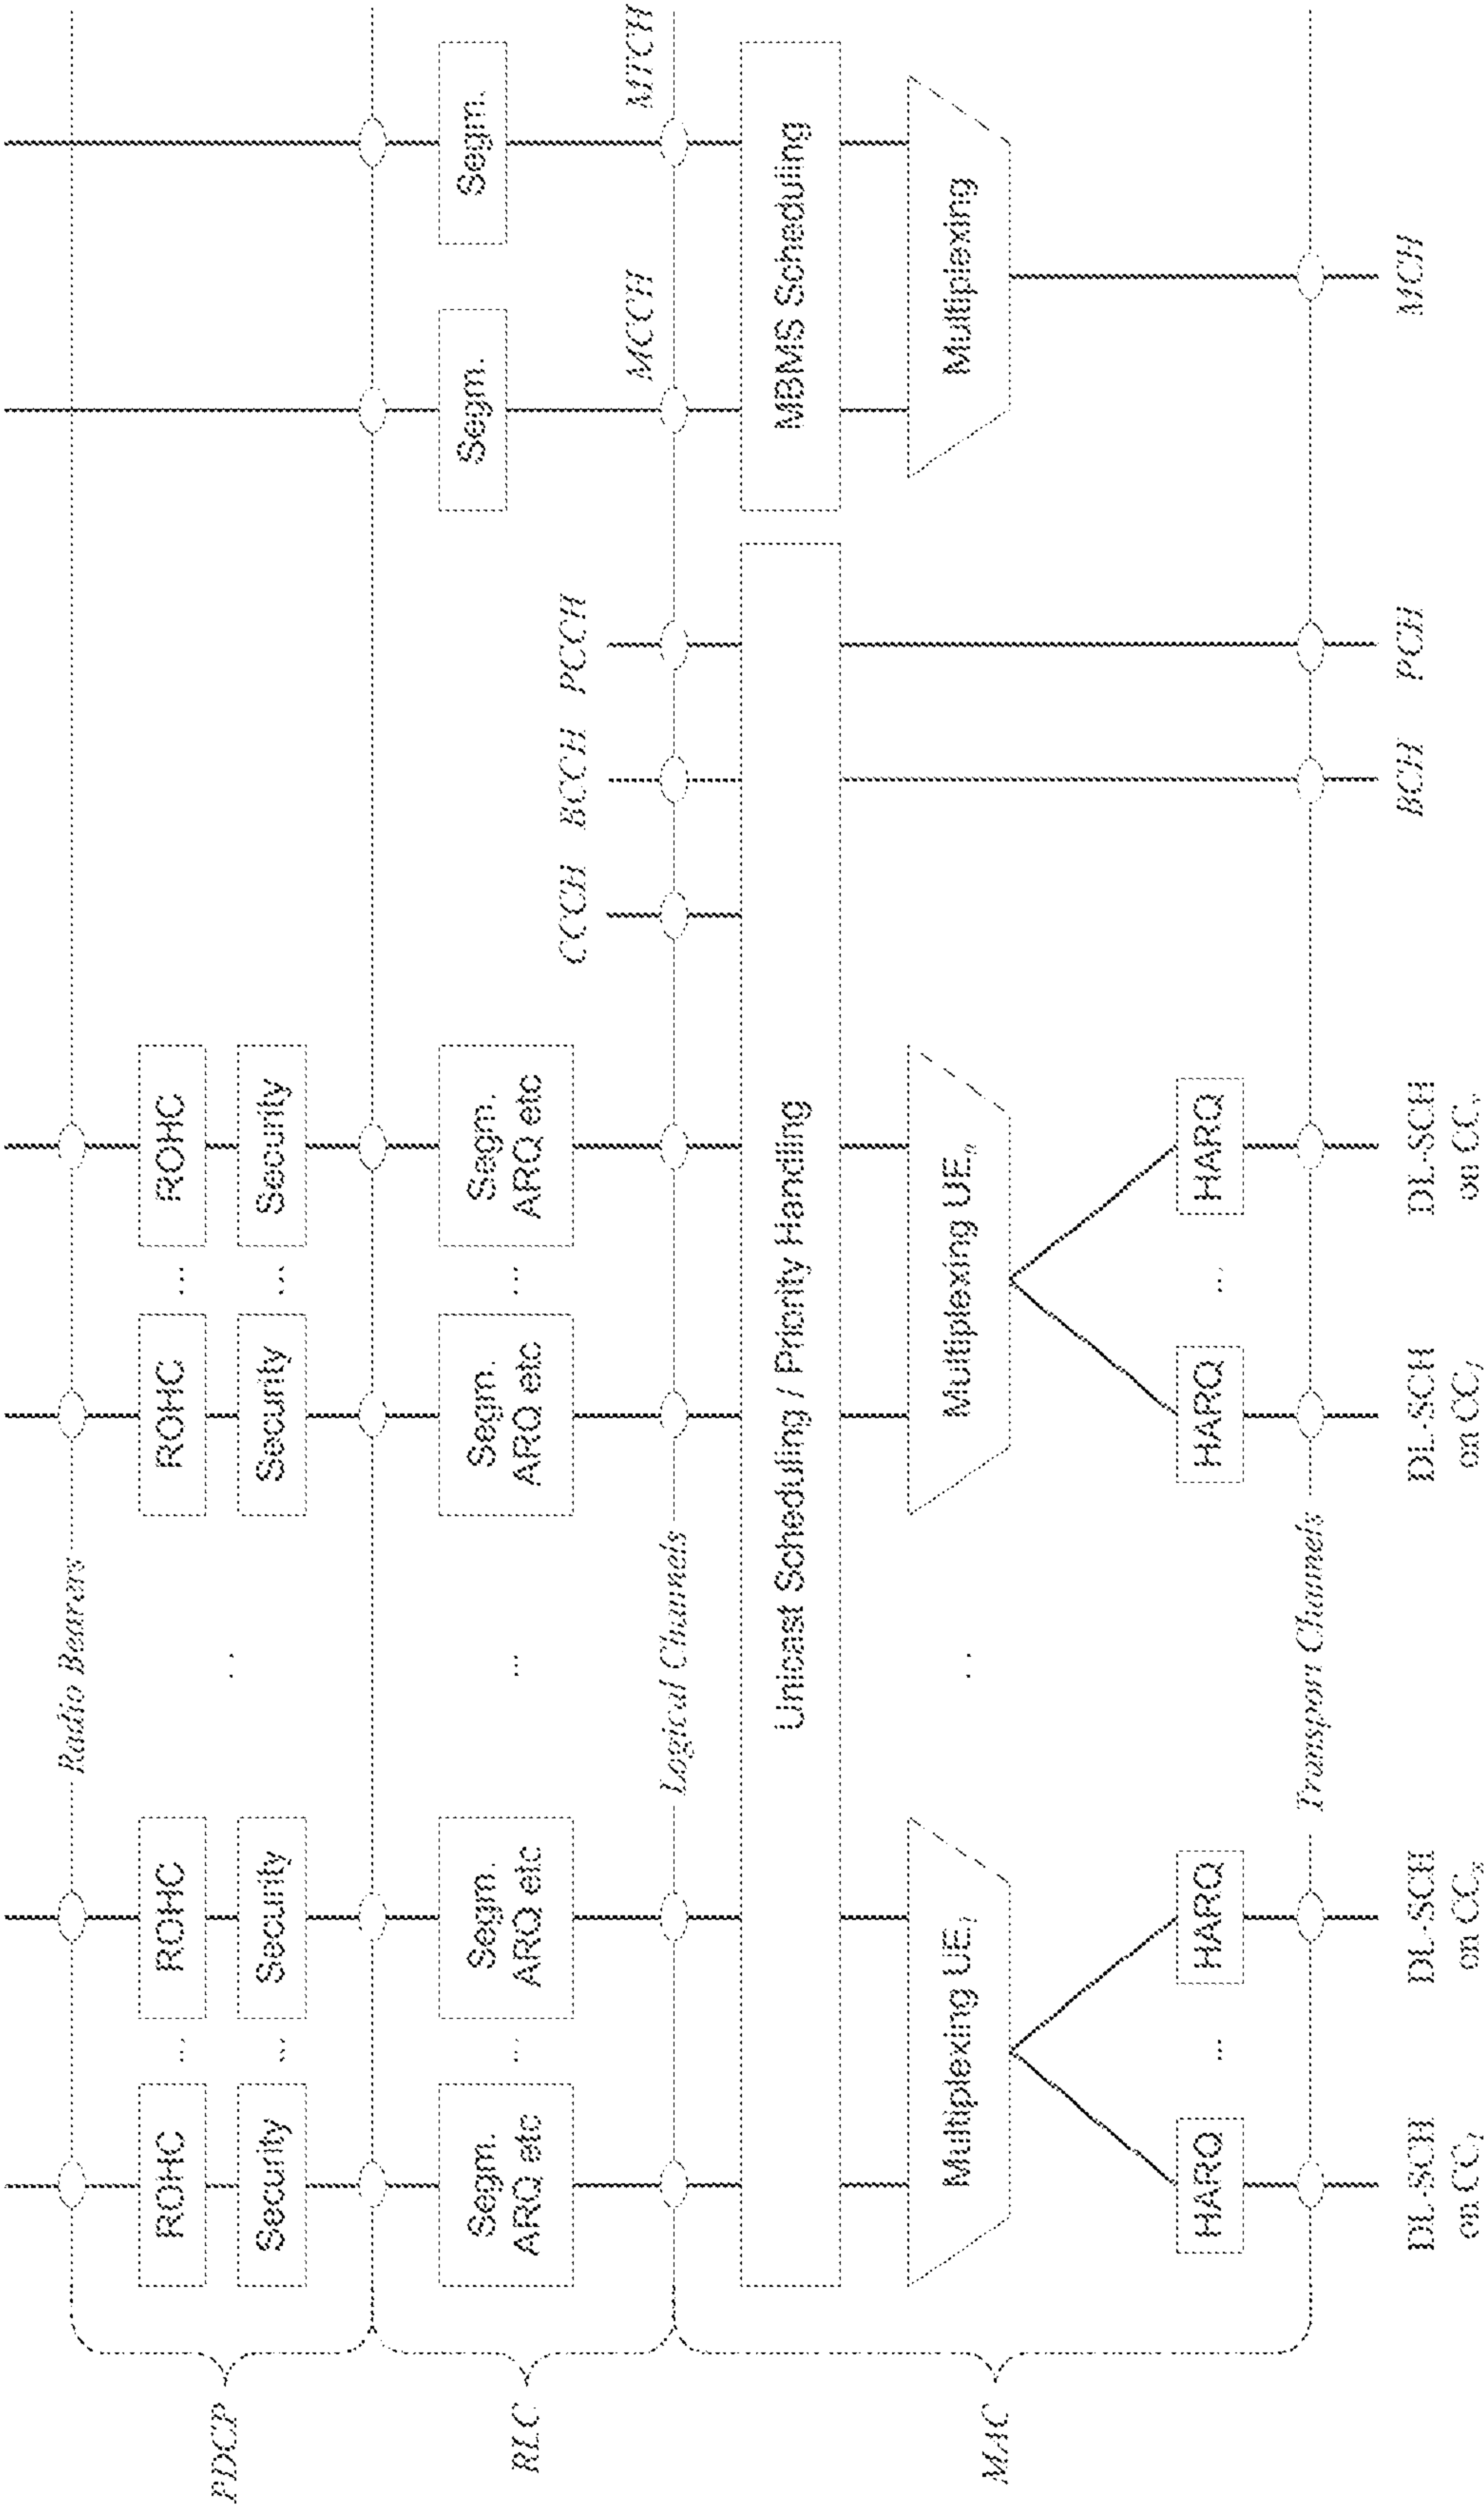 Radio Bearers
PDCP
ROHC
...
ROHC
ROHC
...
ROHC
Security
...
Security
...
Security
...
Security
RLC
Segm.
ARQ etc
...
Segm.
ARQ etc
...
Segm.
ARQ etc
...
Segm.
ARQ etc
Segm.
Segm.
Logical Channels
CCCH
BCCH
PCCH
MCCH
MTCH
MAC
Unicast Scheduling / Priority Handling
MBMS Scheduling
Multiplexing UE1
...
Multiplexing UEn
Multiplexing
HARQ
...
HARQ
HARQ
...
HARQ
Transport Channels
DL-SCH
on CC1
DL-SCH
on CCx
DL-SCH
on CC1
DL-SCH
on CCy
BCH
PCH
MCH